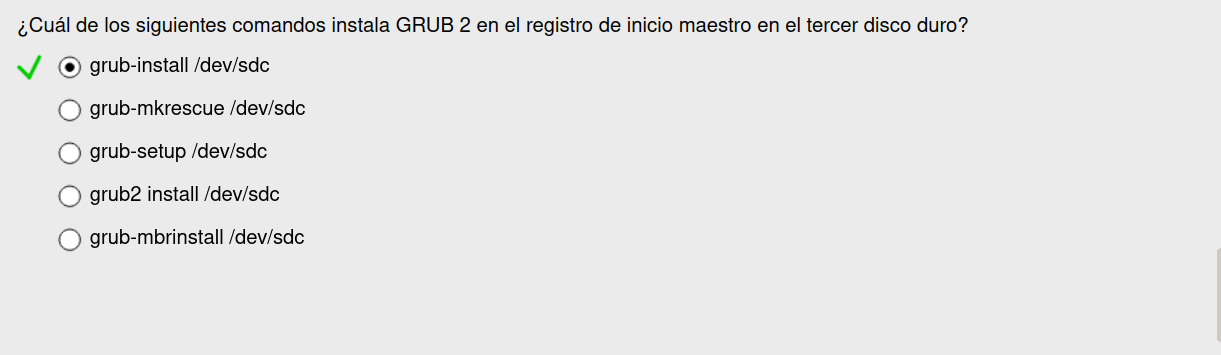 ¿Cuál de los siguientes comandos instala GRUB 2 en el registro de inicio maestro en el tercer disco duro?
grub-install /dev/sdc
grub-mkrescue /dev/sdc
grub-setup /dev/sdc
grub2 install /dev/sdc
grub-mbrinstall /dev/sdc